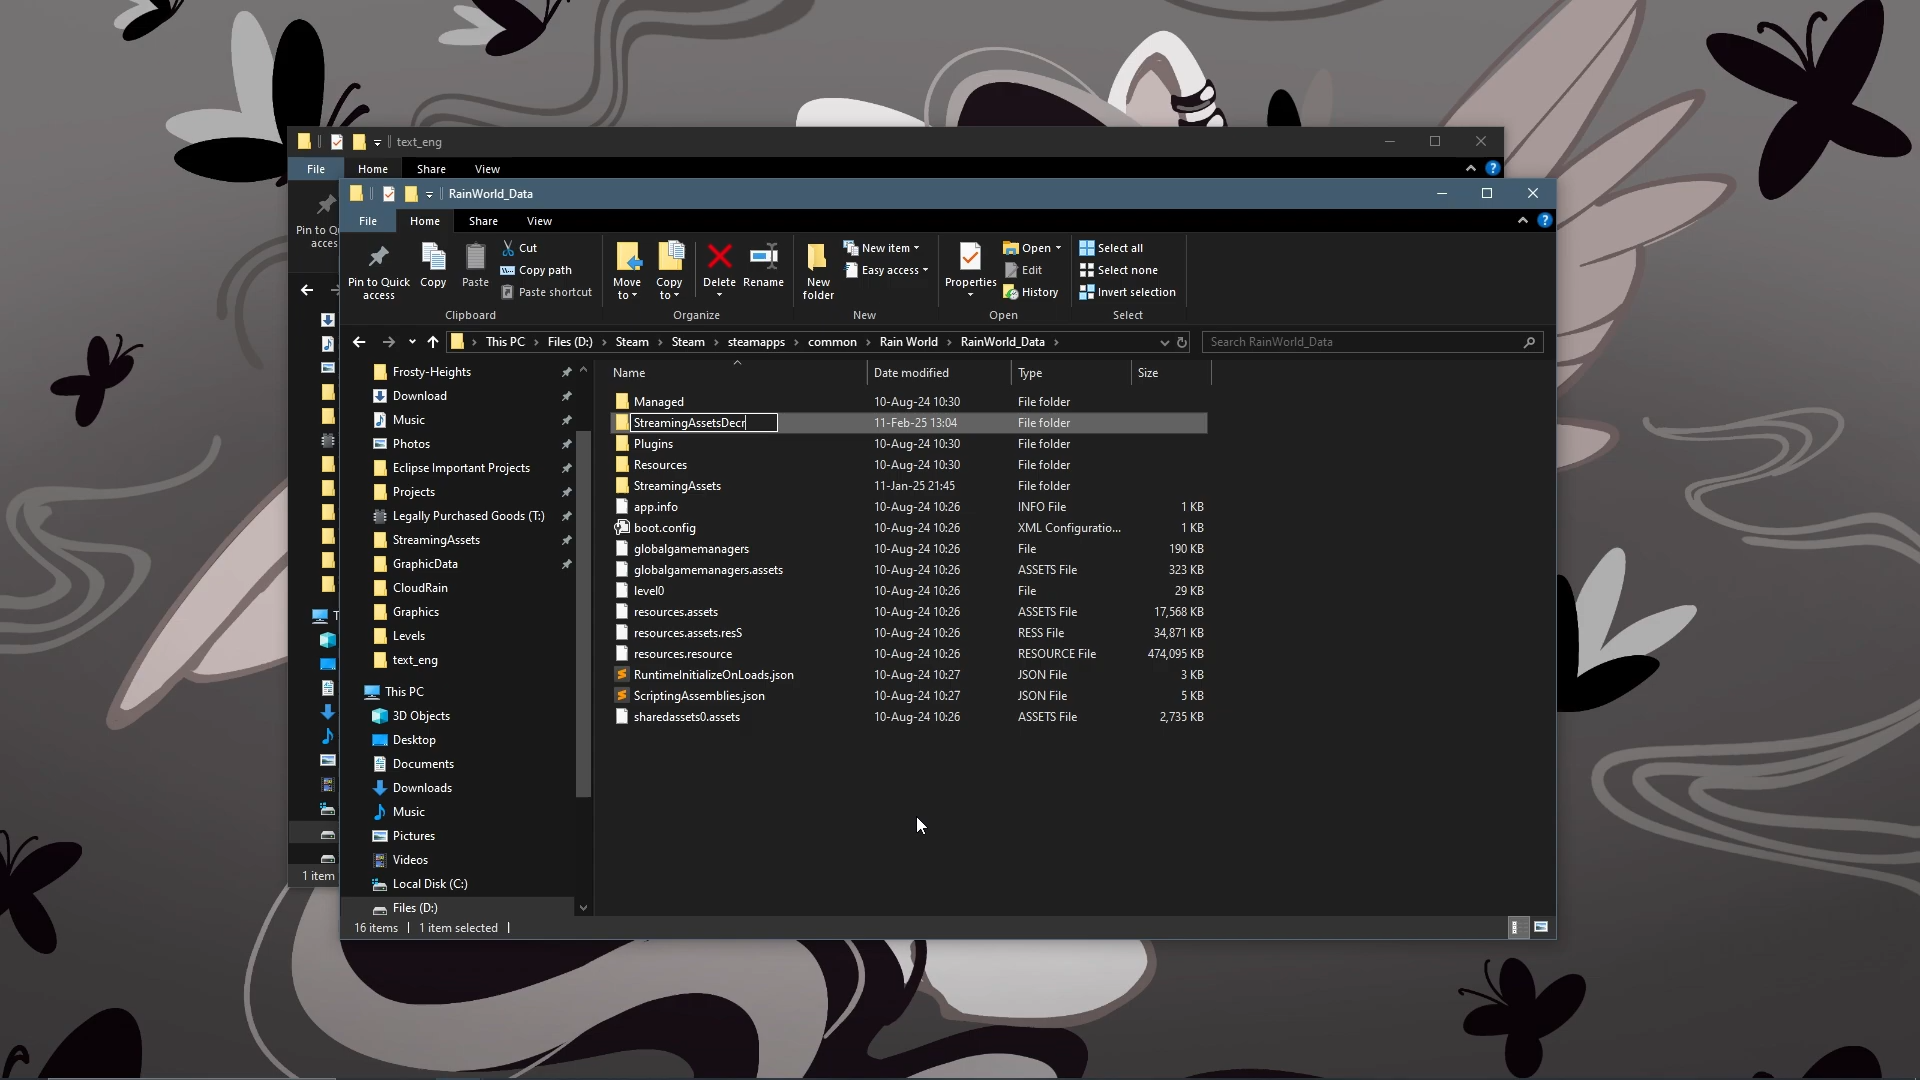 text_eng
File Home Share View
Pin to Q
acces
RainWorld_Data
File Home Share View
Pin to Quick access
Copy
Paste
Cut
Copy path
Paste shortcut
Clipboard
Move to
Copy to
Delete
Rename
Organize
New folder
New item
Easy access
New
Properties
Open
Edit
History
Open
Select all
Select none
Invert selection
Select
This PC Files (D:) Steam Steam steamapps common Rain World RainWorld_Data
Search RainWorld_Data
Frosty-Heights
Download
Music
Photos
Eclipse Important Projects
Projects
Legally Purchased Goods (T:)
StreamingAssets
GraphicData
CloudRain
Graphics
Levels
text_eng
This PC
3D Objects
Desktop
Documents
Downloads
Music
Pictures
Videos
Local Disk (C:)
Files (D:)
Name Date modified Type Size
Managed 10-Aug-24 10:30 File folder
StreamingAssetsDecr 11-Feb-25 13:04 File folder
Plugins 10-Aug-24 10:30 File folder
Resources 10-Aug-24 10:30 File folder
StreamingAssets 11-Jan-25 21:45 File folder
app.info 10-Aug-24 10:26 INFO File 1 KB
boot.config 10-Aug-24 10:26 XML Configuratio... 1 KB
globalgamemanagers 10-Aug-24 10:26 File 190 KB
globalgamemanagers.assets 10-Aug-24 10:26 ASSETS File 323 KB
level0 10-Aug-24 10:26 File 29 KB
resources.assets 10-Aug-24 10:26 ASSETS File 17,568 KB
resources.assets.resS 10-Aug-24 10:26 RESS File 34,871 KB
resources.resource 10-Aug-24 10:26 RESOURCE File 474,095 KB
RuntimeInitializeOnLoads.json 10-Aug-24 10:27 JSON File 3 KB
ScriptingAssemblies.json 10-Aug-24 10:27 JSON File 5 KB
sharedassets0.assets 10-Aug-24 10:26 ASSETS File 2,735 KB
T
1 item
16 items 1 item selected